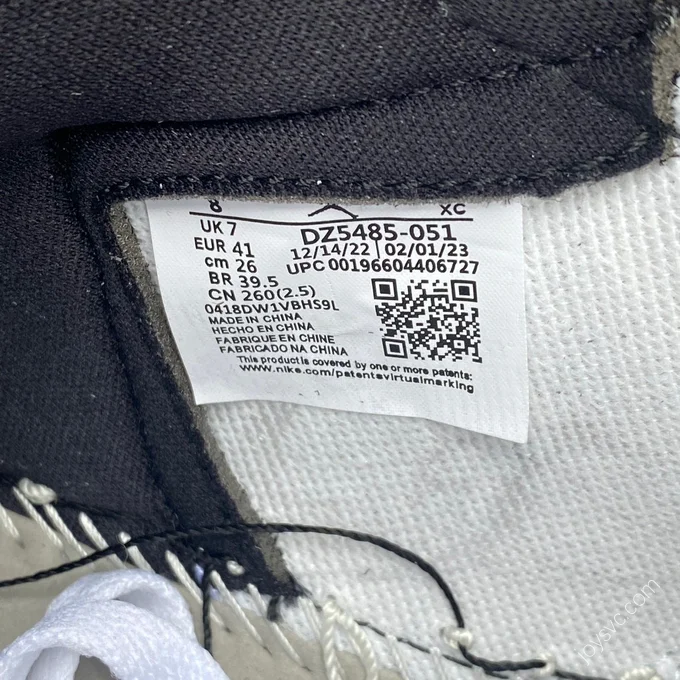 8 XC
UK 7 DZ5485-051
EUR 41 12/14/22 02/01/23
cm 26 UPC 00196604406727
BR 39.5
CN 260(2.5)
0418DW1VBHS9L
MADE IN CHINA
HECHO EN CHINA
FABRIQUE EN CHINE
FABRICADO NA CHINA
This product is covered by one or more patents:
www.nike.com/patentsvirtualmarking